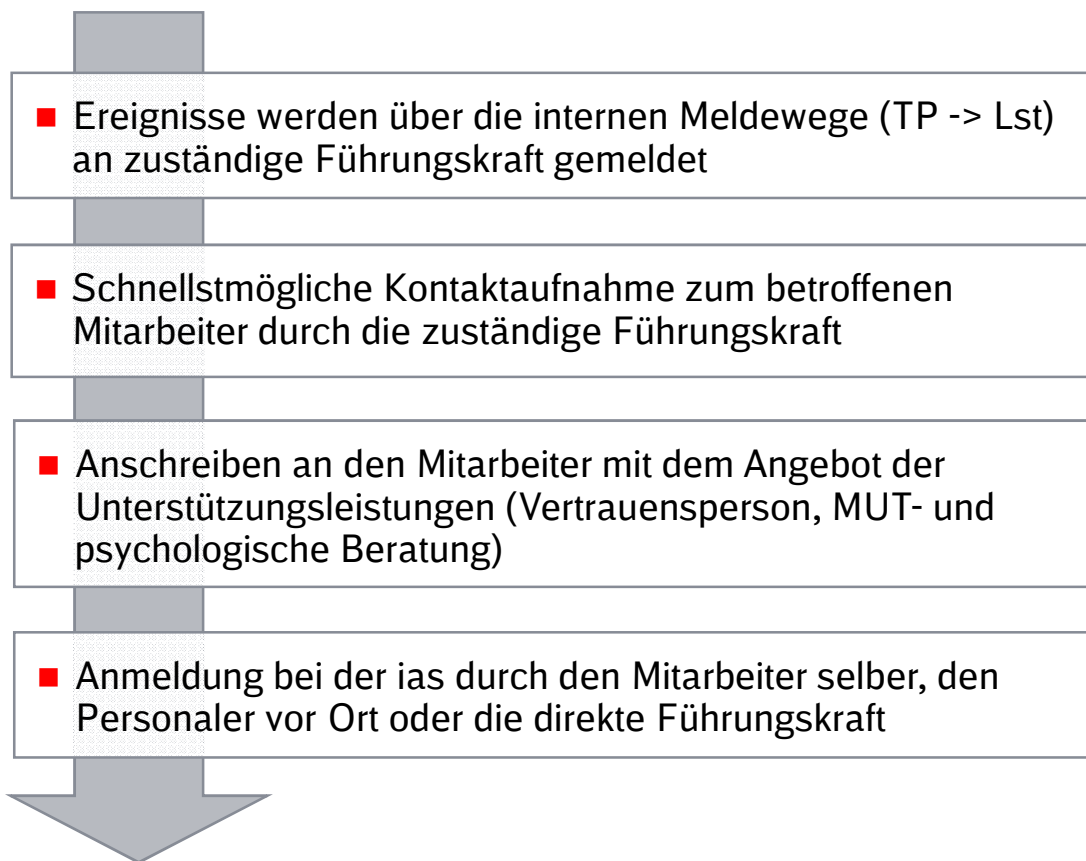 Ereignisse werden über die internen Meldewege (TP -> Lst)
an zuständige Führungskraft gemeldet
Schnellstmögliche Kontaktaufnahme zum betroffenen
Mitarbeiter durch die zuständige Führungskraft
Anschreiben an den Mitarbeiter mit dem Angebot der
Unterstützungsleistungen (Vertrauensperson, MUT- und
psychologische Beratung)
Anmeldung bei der ias durch den Mitarbeiter selber, den
Personaler vor Ort oder die direkte Führungskraft